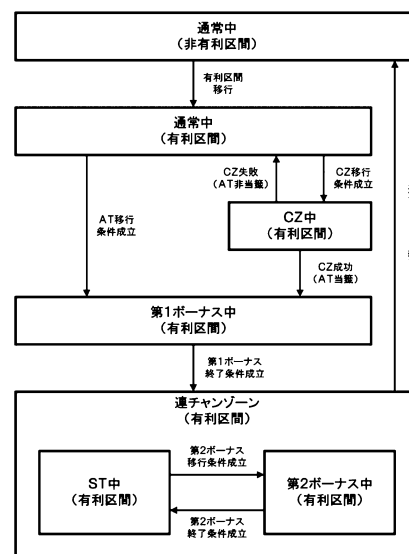 通常中
(非有利区間)
有利区間
移行
通常中
(有利区間)
CZ失敗
(AT非当籤)
CZ移行
条件成立
AT移行
条件成立
CZ中
(有利区間)
CZ成功
(AT当籤)
第1ボーナス中
(有利区間)
第1ボーナス
終了条件成立
連チャンゾーン
(有利区間)
第2ボーナス
移行条件成立
ST中
(有利区間)
第2ボーナス中
(有利区間)
第2ボーナス
終了条件成立